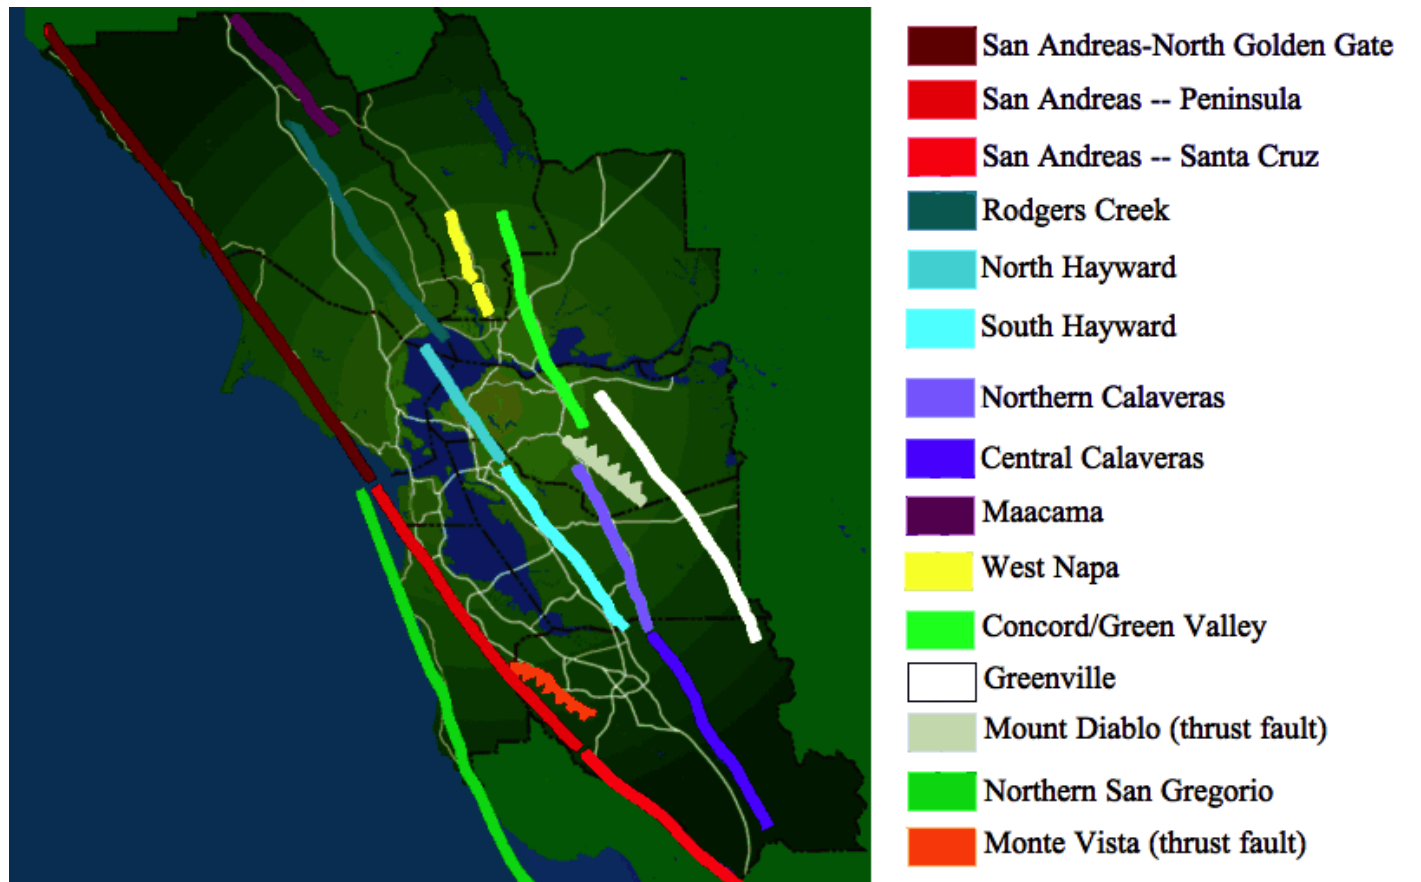 San Andreas-North Golden Gate
San Andreas -- Peninsula
San Andreas -- Santa Cruz
Rodgers Creek
North Hayward
South Hayward
Northern Calaveras
Central Calaveras
Maacama
West Napa
Concord/Green Valley
Greenville
Mount Diablo (thrust fault)
Northern San Gregorio
Monte Vista (thrust fault)